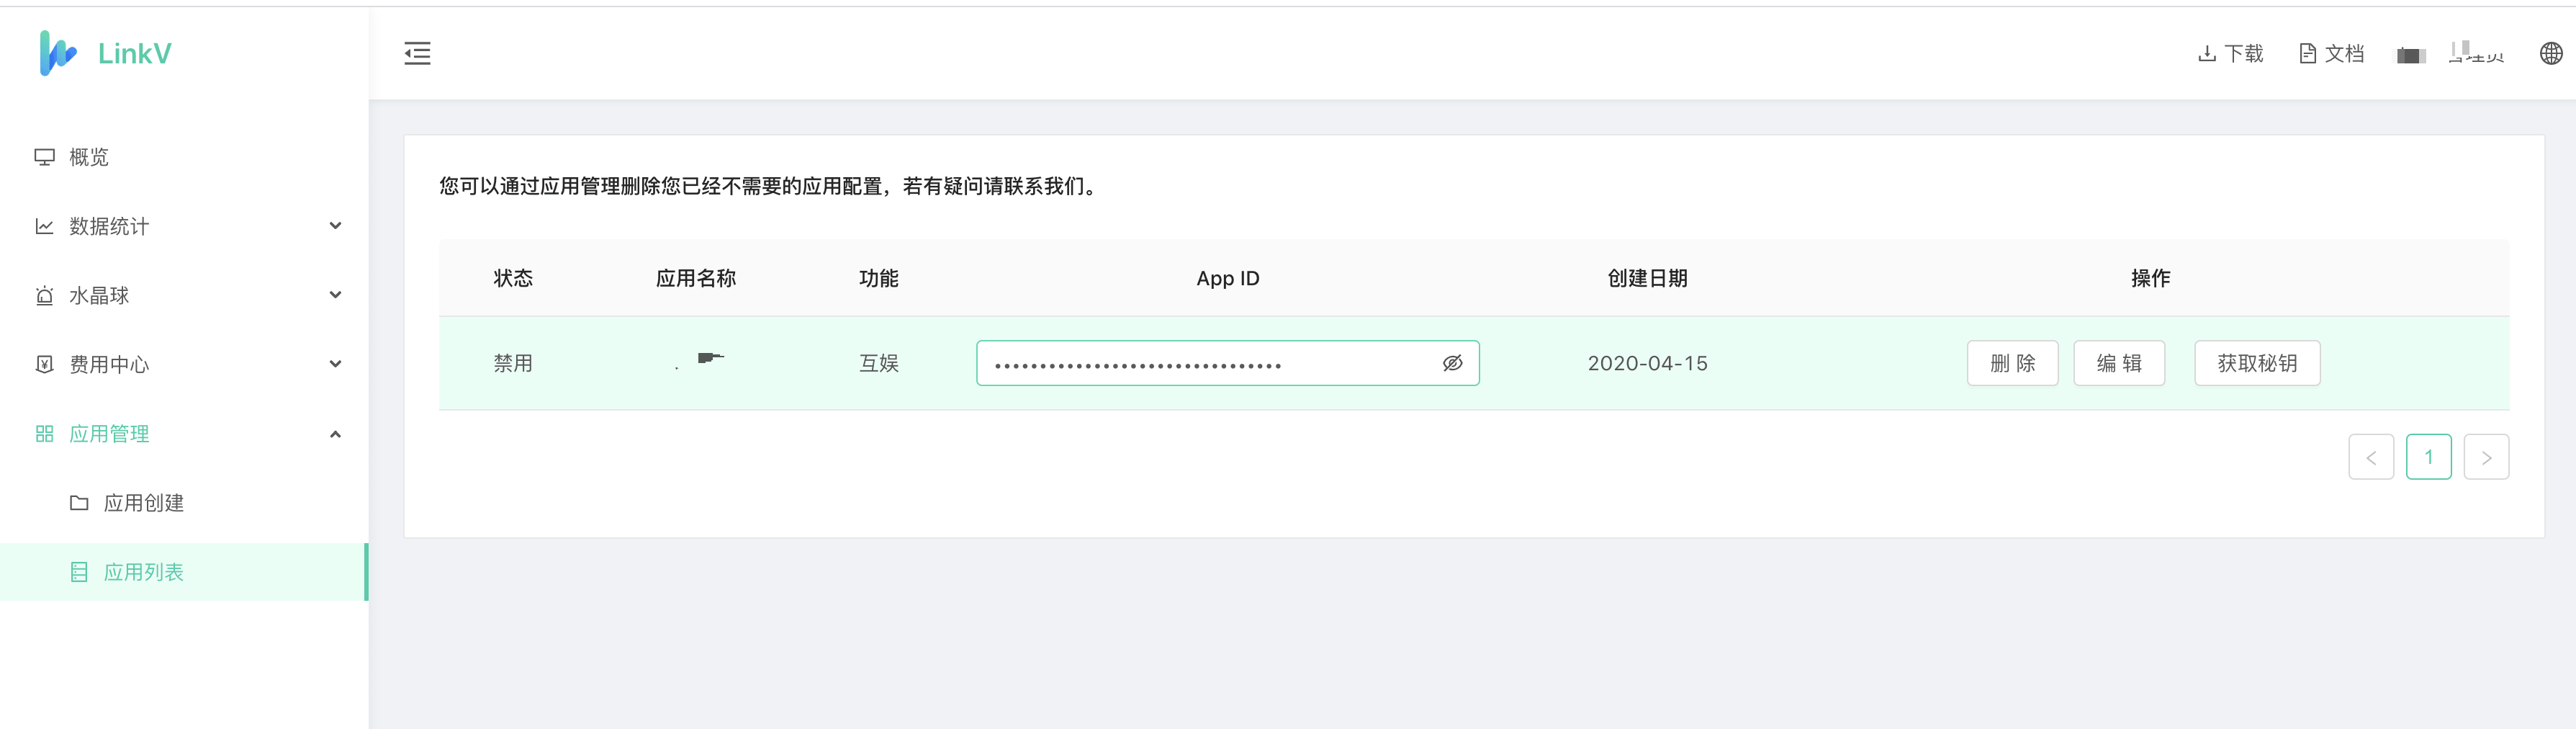 LinkV
下载
文档
概览
数据统计
水晶球
费用中心
应用管理
应用创建
应用列表
您可以通过应用管理删除您已经不需要的应用配置，若有疑问请联系我们。
状态 应用名称 功能 App ID 创建日期 操作
禁用 互娱 •••••••••••••••••••••••••••••••• 2020-04-15 删 除 编 辑 获取秘钥
< 1 >